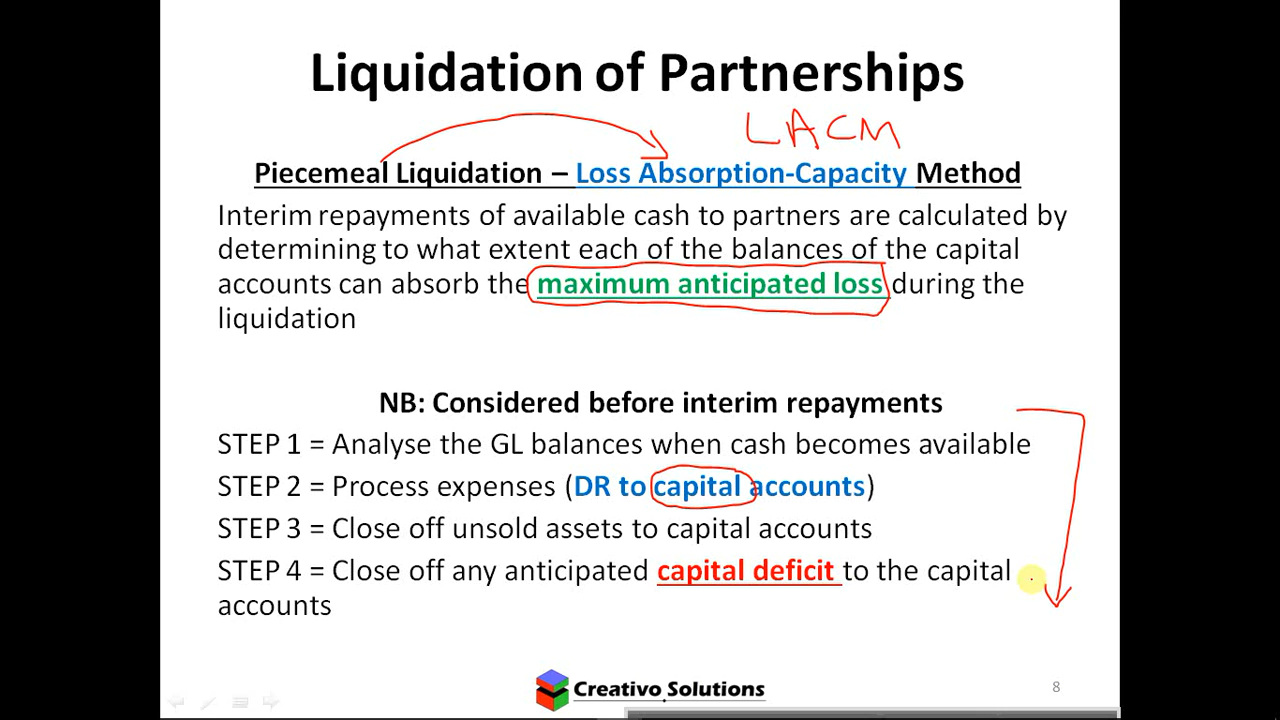 Liquidation of Partnerships
LACM
Piecemeal Liquidation – Loss Absorption-Capacity Method
Interim repayments of available cash to partners are calculated by
determining to what extent each of the balances of the capital
accounts can absorb the maximum anticipated loss during the
liquidation
NB: Considered before interim repayments
STEP 1 = Analyse the GL balances when cash becomes available
STEP 2 = Process expenses (DR to capital accounts)
STEP 3 = Close off unsold assets to capital accounts
STEP 4 = Close off any anticipated capital deficit to the capital
accounts
Creativo Solutions
8